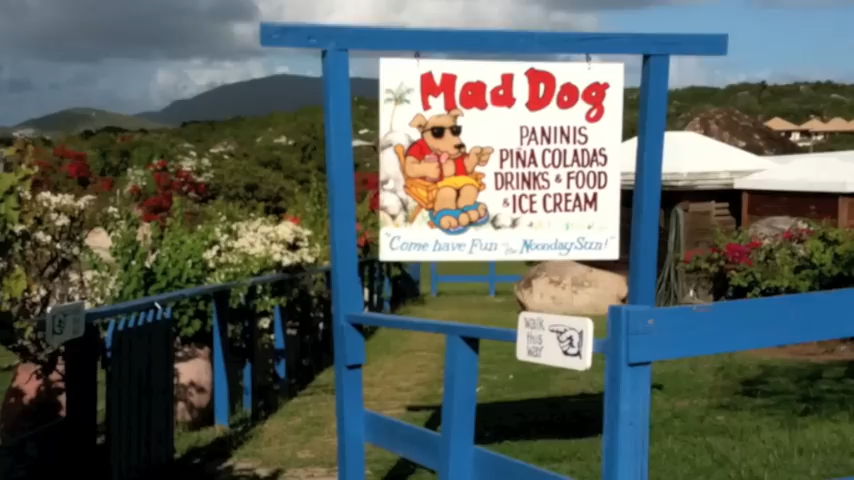 Mad Dog
PANINIS
PIÑA COLADAS
DRINKS & FOOD
& ICE CREAM
"Come have Fun in the Noonday Sun!"
walk
this
way